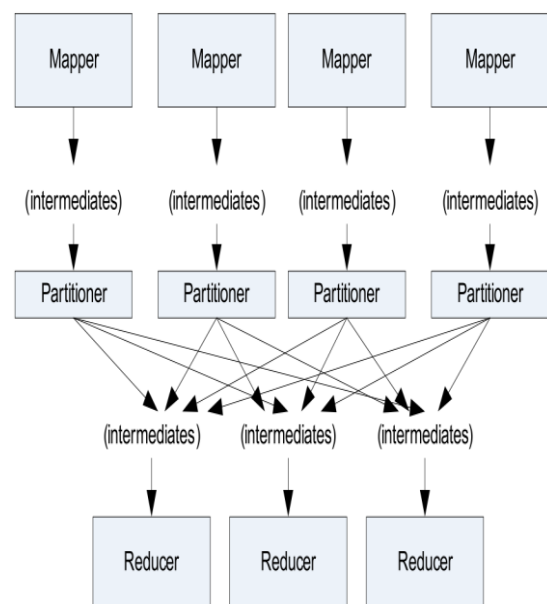 Mapper Mapper Mapper Mapper
(intermediates) (intermediates) (intermediates) (intermediates)
Partitioner Partitioner Partitioner Partitioner
(intermediates) (intermediates) (intermediates)
Reducer Reducer Reducer